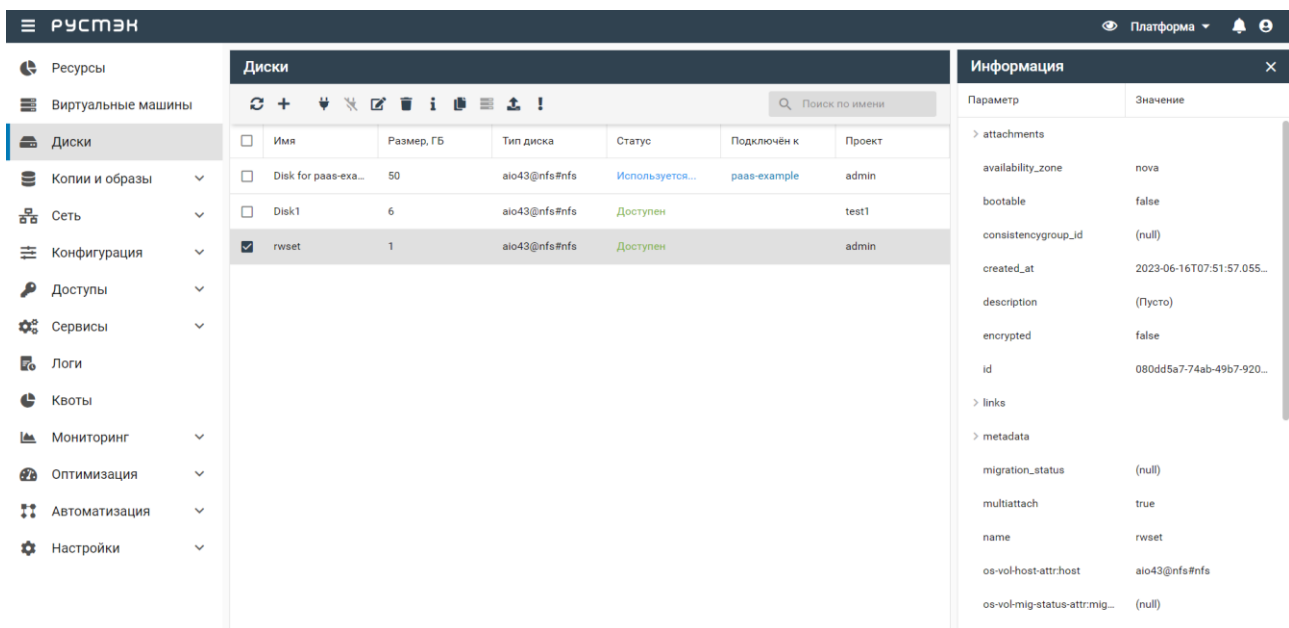 РУСТЭК
Платформа
Ресурсы
Виртуальные машины
Диски
Копии и образы
Сеть
Конфигурация
Доступы
Сервисы
Логи
Квоты
Мониторинг
Оптимизация
Автоматизация
Настройки
Диски
Поиск по имени
Имя Размер, ГБ Тип диска Статус Подключён к Проект
Disk for paas-exa... 50 aio43@nfs#nfs Используется... paas-example admin
Disk1 6 aio43@nfs#nfs Доступен test1
rwset 1 aio43@nfs#nfs Доступен admin
Информация
Параметр Значение
attachments
availability_zone nova
bootable false
consistencygroup_id (null)
created_at 2023-06-16T07:51:57.055...
description (Пусто)
encrypted false
id 080dd5a7-74ab-49b7-920...
links
metadata
migration_status (null)
multiattach true
name rwset
os-vol-host-attr:host aio43@nfs#nfs
os-vol-mig-status-attr:mig... (null)